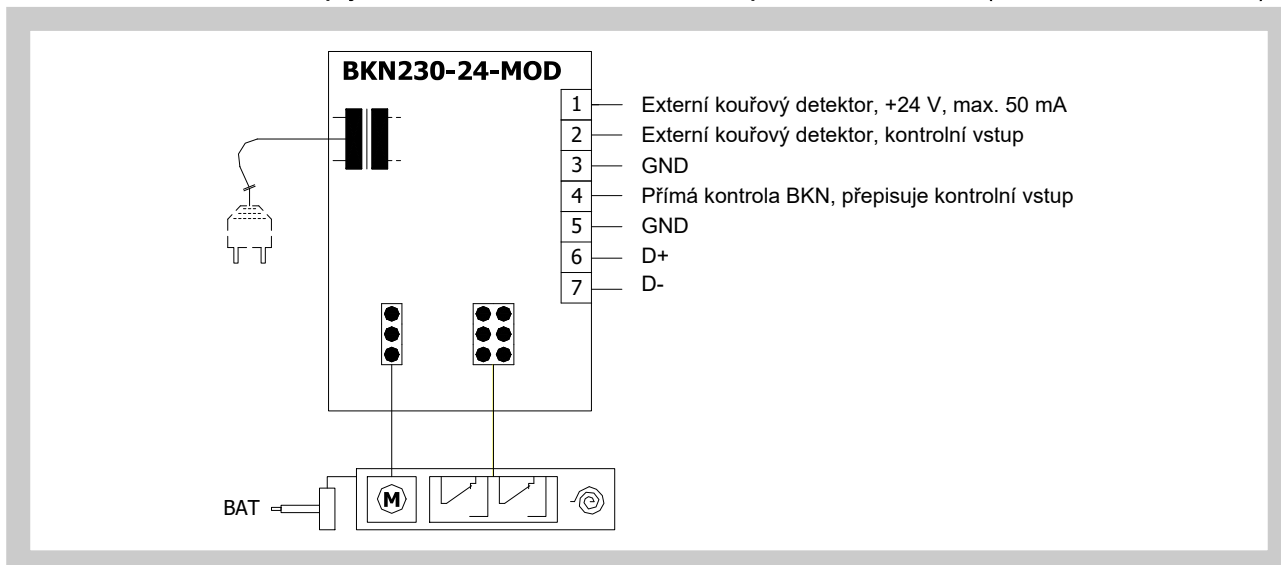 BKN230-24-MOD
1 Externí kouřový detektor, +24 V, max. 50 mA
2 Externí kouřový detektor, kontrolní vstup
3 GND
4 Přímá kontrola BKN, přepisuje kontrolní vstup
5 GND
6 D+
7 D-
BAT
M